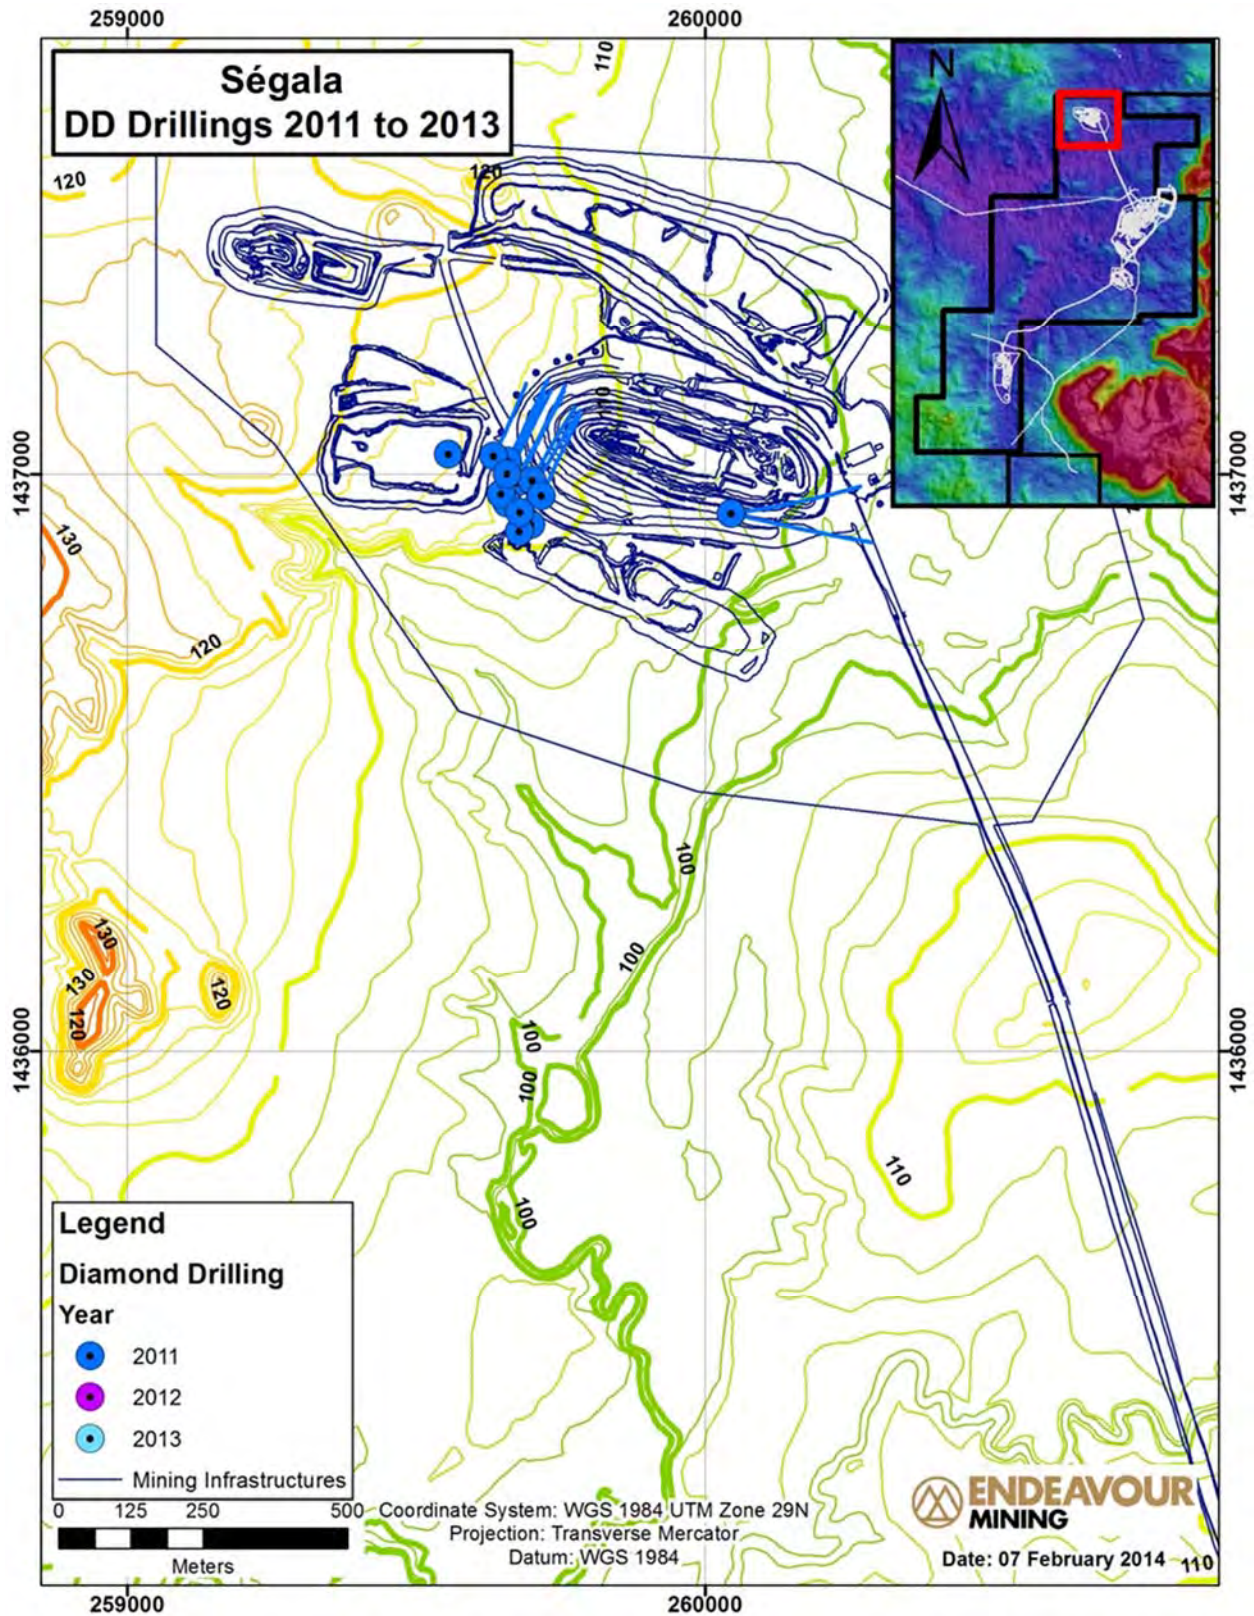 259000
260000
110
Ségala
DD Drillings 2011 to 2013
N
120
120
100
1437000
1437000
130
120
100
130
100
130
120
120
100
1436000
1436000
100
110
100
Legend
Diamond Drilling
Year
2011
2012
2013
Mining Infrastructures
0 125 250 500
Meters
Coordinate System: WGS 1984 UTM Zone 29N
Projection: Transverse Mercator
Datum: WGS 1984
ENDEAVOUR
MINING
Date: 07 February 2014
110
259000
260000